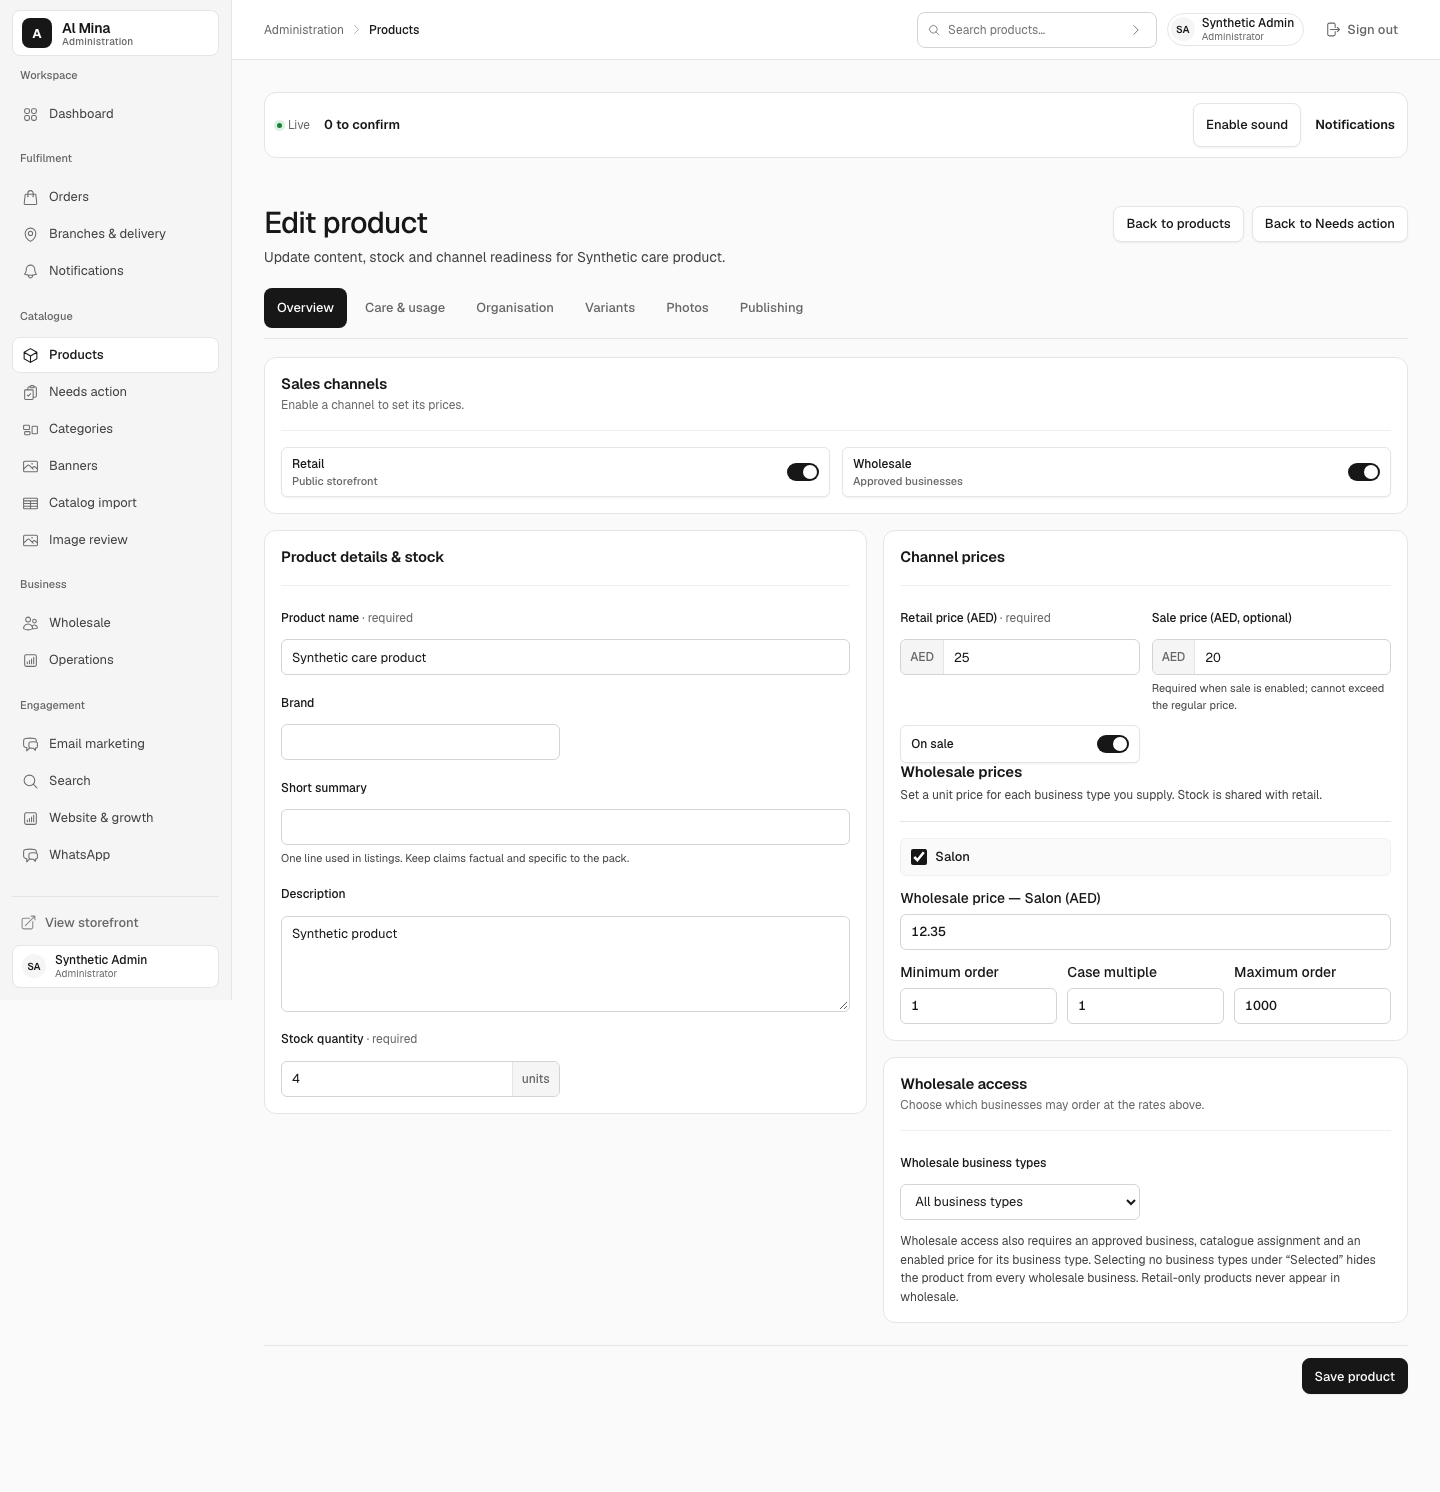 A
Al Mina
Administration
Workspace
Dashboard
Fulfilment
Orders
Branches & delivery
Notifications
Catalogue
Products
Needs action
Categories
Banners
Catalog import
Image review
Business
Wholesale
Operations
Engagement
Email marketing
Search
Website & growth
WhatsApp
View storefront
SA
Synthetic Admin
Administrator
Administration
Products
Search products...
SA
Synthetic Admin
Administrator
Sign out
Live 0 to confirm
Enable sound
Notifications
Edit product
Back to products
Back to Needs action
Update content, stock and channel readiness for Synthetic care product.
Overview
Care & usage
Organisation
Variants
Photos
Publishing
Sales channels
Enable a channel to set its prices.
Retail
Public storefront
Wholesale
Approved businesses
Product details & stock
Product name · required
Synthetic care product
Brand
Short summary
One line used in listings. Keep claims factual and specific to the pack.
Description
Synthetic product
Stock quantity · required
4
units
Channel prices
Retail price (AED) · required
AED 25
Sale price (AED, optional)
AED 20
Required when sale is enabled; cannot exceed
the regular price.
On sale
Wholesale prices
Set a unit price for each business type you supply. Stock is shared with retail.
Salon
Wholesale price — Salon (AED)
12.35
Minimum order
1
Case multiple
1
Maximum order
1000
Wholesale access
Choose which businesses may order at the rates above.
Wholesale business types
All business types
Wholesale access also requires an approved business, catalogue assignment and an
enabled price for its business type. Selecting no business types under “Selected” hides
the product from every wholesale business. Retail-only products never appear in
wholesale.
Save product